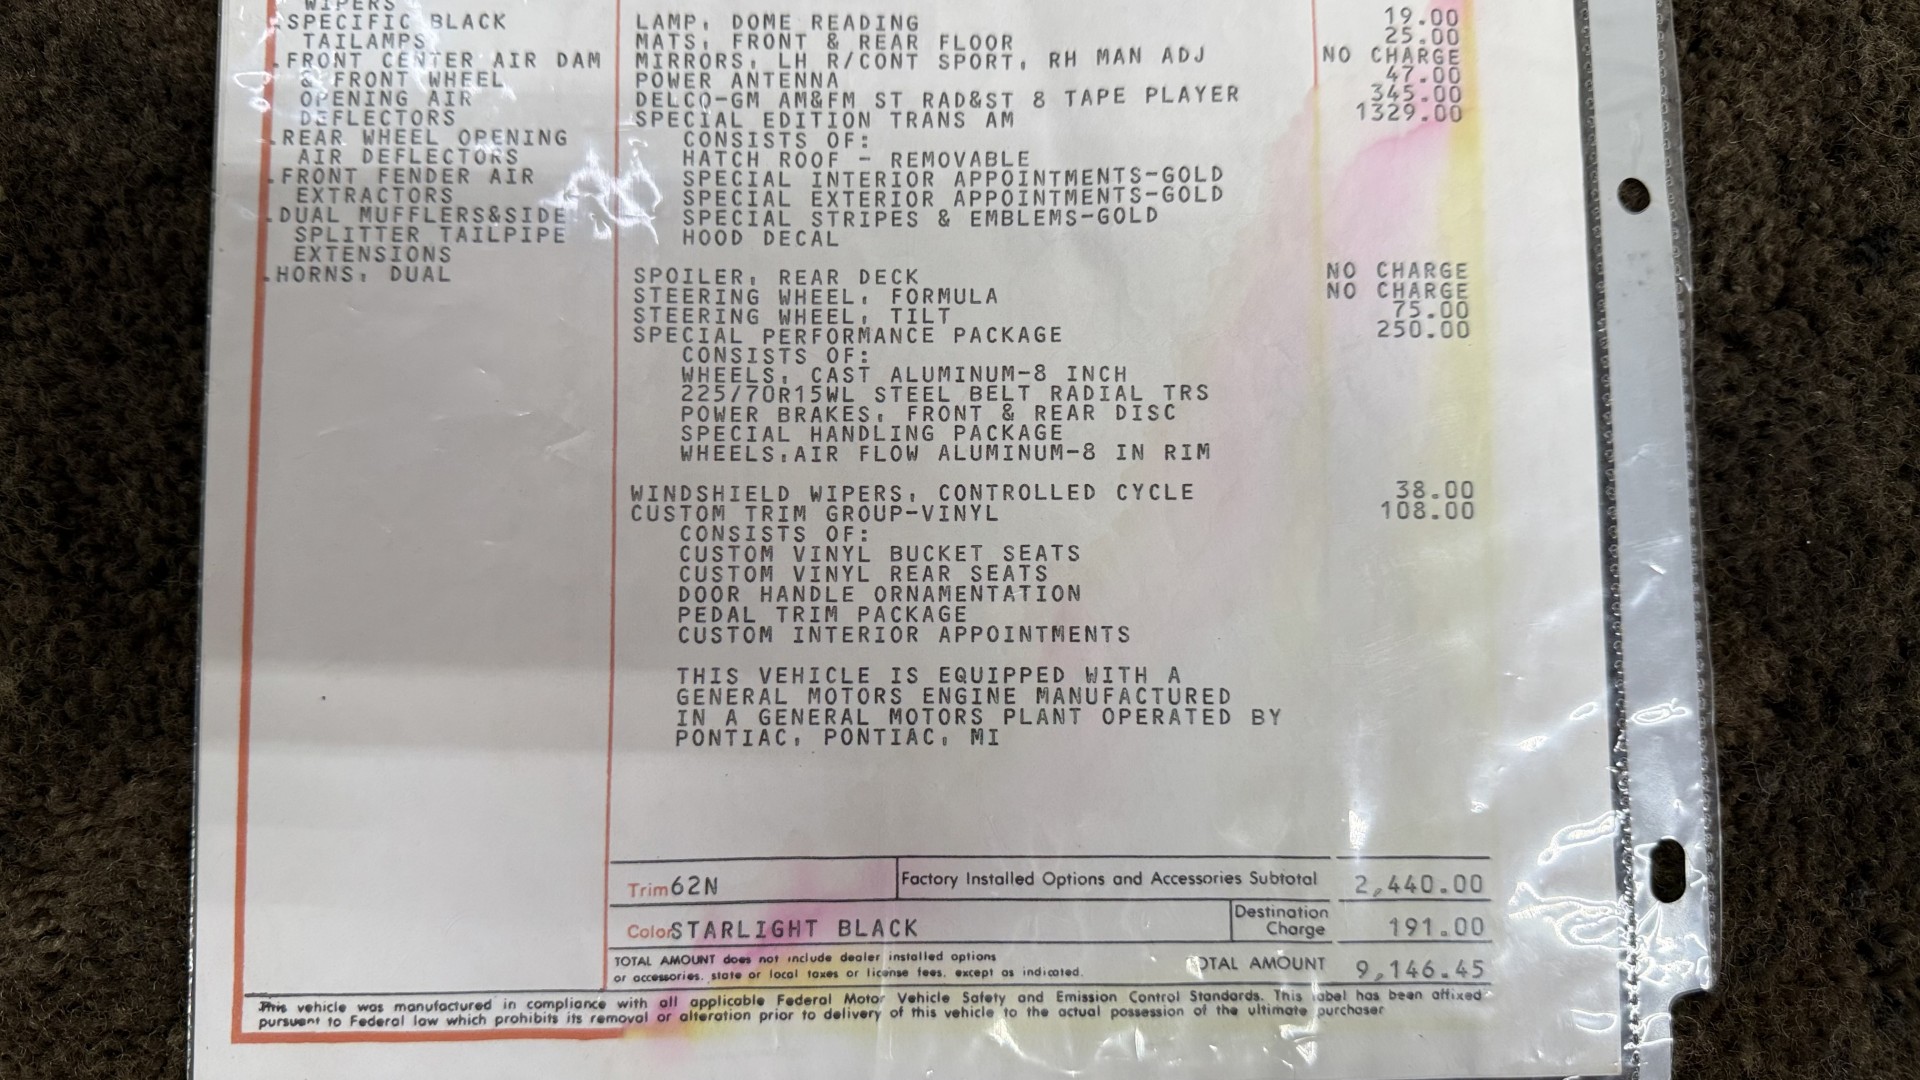 WIPERS
.SPECIFIC BLACK
TAILAMPS
.FRONT CENTER AIR DAM
& FRONT WHEEL
OPENING AIR
DEFLECTORS
.REAR WHEEL OPENING
AIR DEFLECTORS
.FRONT FENDER AIR
EXTRACTORS
.DUAL MUFFLERS&SIDE
SPLITTER TAILPIPE
EXTENSIONS
.HORNS, DUAL
LAMP, DOME READING 19.00
MATS, FRONT & REAR FLOOR 25.00
MIRRORS, LH R/CONT SPORT, RH MAN ADJ NO CHARGE
POWER ANTENNA 47.00
DELCO-GM AM&FM ST RAD&ST 8 TAPE PLAYER 345.00
SPECIAL EDITION TRANS AM 1329.00
CONSISTS OF:
HATCH ROOF - REMOVABLE
SPECIAL INTERIOR APPOINTMENTS-GOLD
SPECIAL EXTERIOR APPOINTMENTS-GOLD
SPECIAL STRIPES & EMBLEMS-GOLD
HOOD DECAL
SPOILER, REAR DECK NO CHARGE
STEERING WHEEL, FORMULA NO CHARGE
STEERING WHEEL, TILT 75.00
SPECIAL PERFORMANCE PACKAGE 250.00
CONSISTS OF:
WHEELS, CAST ALUMINUM-8 INCH
225/70R15WL STEEL BELT RADIAL TRS
POWER BRAKES, FRONT & REAR DISC
SPECIAL HANDLING PACKAGE
WHEELS,AIR FLOW ALUMINUM-8 IN RIM
WINDSHIELD WIPERS, CONTROLLED CYCLE 38.00
CUSTOM TRIM GROUP-VINYL 108.00
CONSISTS OF:
CUSTOM VINYL BUCKET SEATS
CUSTOM VINYL REAR SEATS
DOOR HANDLE ORNAMENTATION
PEDAL TRIM PACKAGE
CUSTOM INTERIOR APPOINTMENTS
THIS VEHICLE IS EQUIPPED WITH A
GENERAL MOTORS ENGINE MANUFACTURED
IN A GENERAL MOTORS PLANT OPERATED BY
PONTIAC, PONTIAC, MI
Trim 62N Factory Installed Options and Accessories Subtotal 2,440.00
Color STARLIGHT BLACK Destination Charge 191.00
TOTAL AMOUNT does not include dealer installed options
or accessories, state or local taxes or license fees, except as indicated.
TOTAL AMOUNT 9,146.45
This vehicle was manufactured in compliance with all applicable Federal Motor Vehicle Safety and Emission Control Standards. This label has been affixed
pursuant to Federal law which prohibits its removal or alteration prior to delivery of this vehicle to the actual possession of the ultimate purchaser